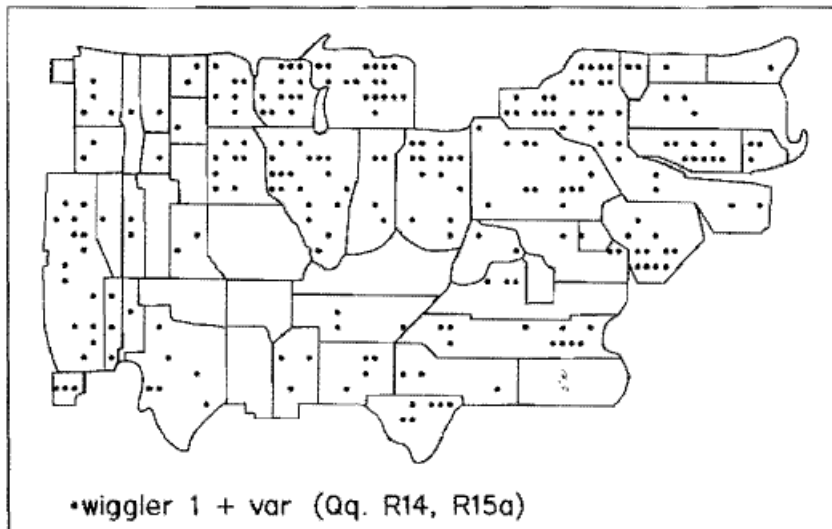 •wiggler 1 + var (Qq. R14, R15a)